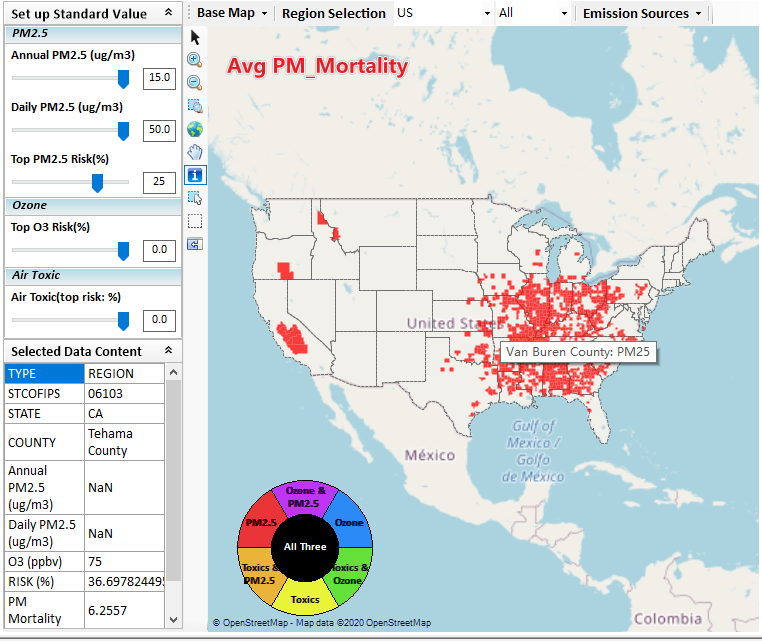 Set up Standard Value
Base Map
Region Selection
US
All
Emission Sources
PM2.5
Annual PM2.5 (ug/m3)
15.0
Daily PM2.5 (ug/m3)
50.0
Top PM2.5 Risk(%)
25
Ozone
Top O3 Risk(%)
0.0
Air Toxic
Air Toxic(top risk: %)
0.0
Selected Data Content
TYPE REGION
STCOFIPS 06103
STATE CA
COUNTY Tehama
County
Annual
PM2.5
(ug/m3)
NaN
Daily PM2.5
(ug/m3)
NaN
O3 (ppbv) 75
RISK (%) 36.697824495
PM
Mortality
6.2557
Avg PM_Mortality
United States
Van Buren County: PM25
Gulf of
Mexico /
Golfo
de México
México
Colombia
Ozone &
PM2.5
PM2.5
Ozone
All Three
Toxics &
PM2.5
Toxics &
Ozone
Toxics
© OpenStreetMap - Map data ©2020 OpenStreetMap